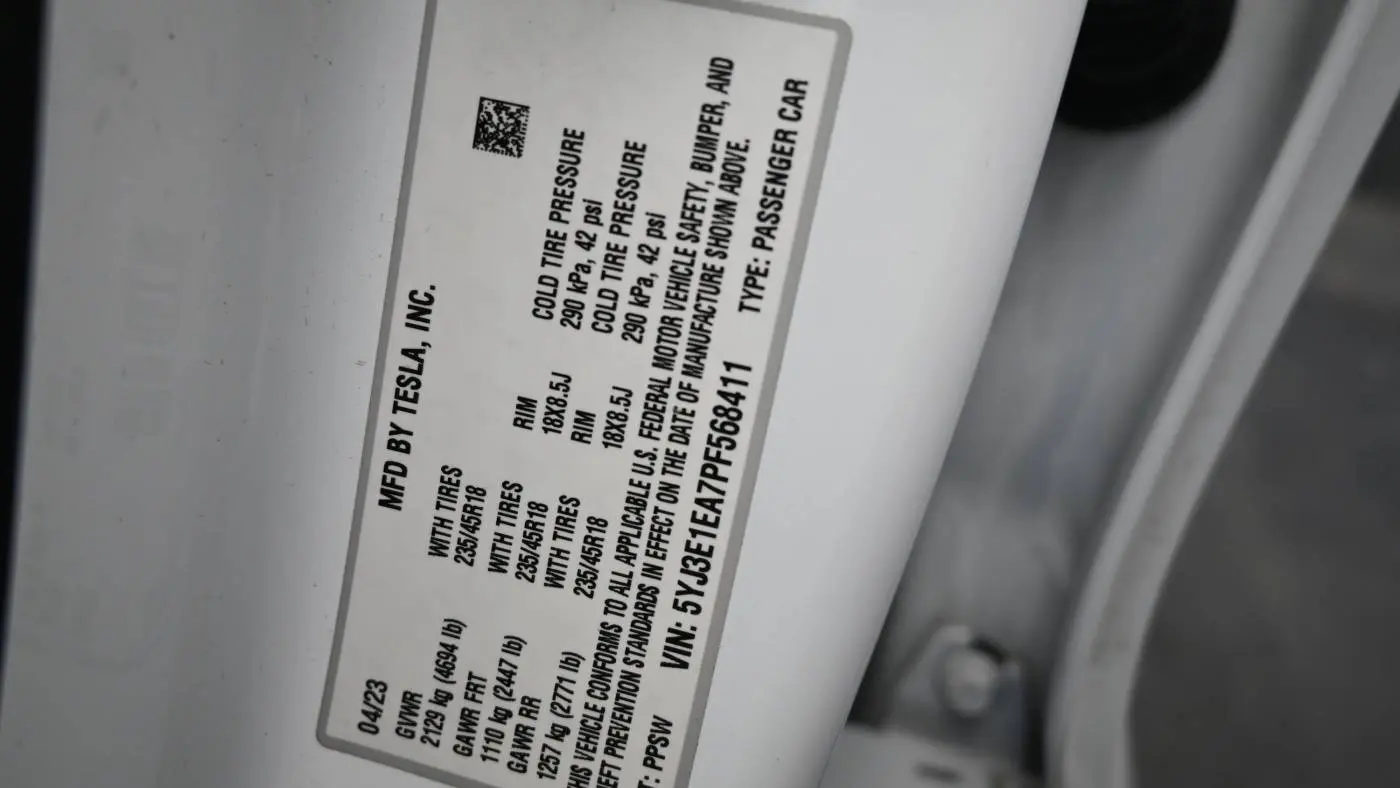 MFD BY TESLA, INC.
04/23
GVWR
2129 kg (4694 lb)
WITH TIRES
235/45R18
GAWR FRT
1110 kg (2447 lb)
WITH TIRES
235/45R18
RIM
18X8.5J
COLD TIRE PRESSURE
290 kPa, 42 psi
GAWR RR
1257 kg (2771 lb)
WITH TIRES
235/45R18
RIM
18X8.5J
COLD TIRE PRESSURE
290 kPa, 42 psi
VEHICLE CONFORMS TO ALL APPLICABLE U.S. FEDERAL MOTOR VEHICLE SAFETY, BUMPER, AND
PREVENTION STANDARDS IN EFFECT ON THE DATE OF MANUFACTURE SHOWN ABOVE.
VIN: 5YJ3E1EA7PF568411
TYPE: PASSENGER CAR
PPSW